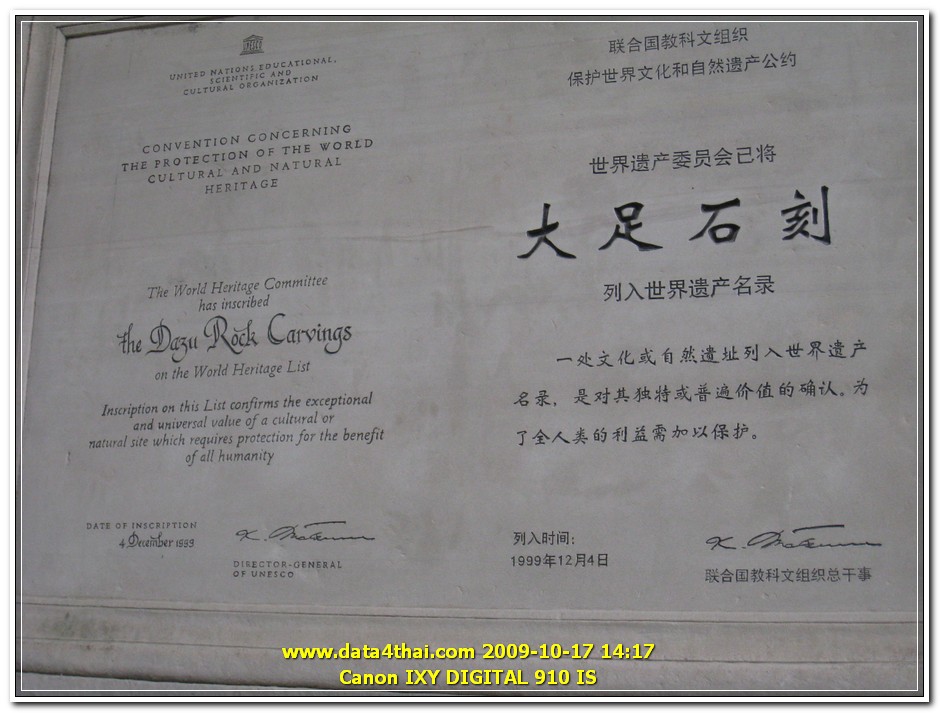 UNITED NATIONS EDUCATIONAL,
SCIENTIFIC AND
CULTURAL ORGANIZATION
CONVENTION CONCERNING
THE PROTECTION OF THE WORLD
CULTURAL AND NATURAL
HERITAGE
The World Heritage Committee
has inscribed
the Dazu Rock Carvings
on the World Heritage List
Inscription on this List confirms the exceptional
and universal value of a cultural or
natural site which requires protection for the benefit
of all humanity
DATE OF INSCRIPTION
4 December 1999
DIRECTOR-GENERAL
OF UNESCO
联合国教科文组织
保护世界文化和自然遗产公约
世界遗产委员会已将
大足石刻
列入世界遗产名录
一处文化或自然遗址列入世界遗产
名录，是对其独特或普遍价值的确认。为
了全人类的利益需加以保护。
列入时间：
1999年12月4日
联合国教科文组织总干事
www.data4thai.com 2009-10-17 14:17
Canon IXY DIGITAL 910 IS